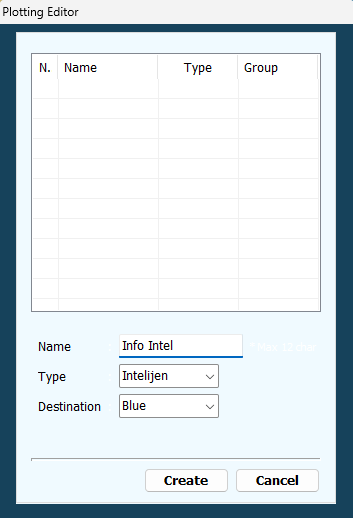 Plotting Editor
N. Name Type Group
Name Info Intel
Type Intelijen
Destination Blue
Create Cancel